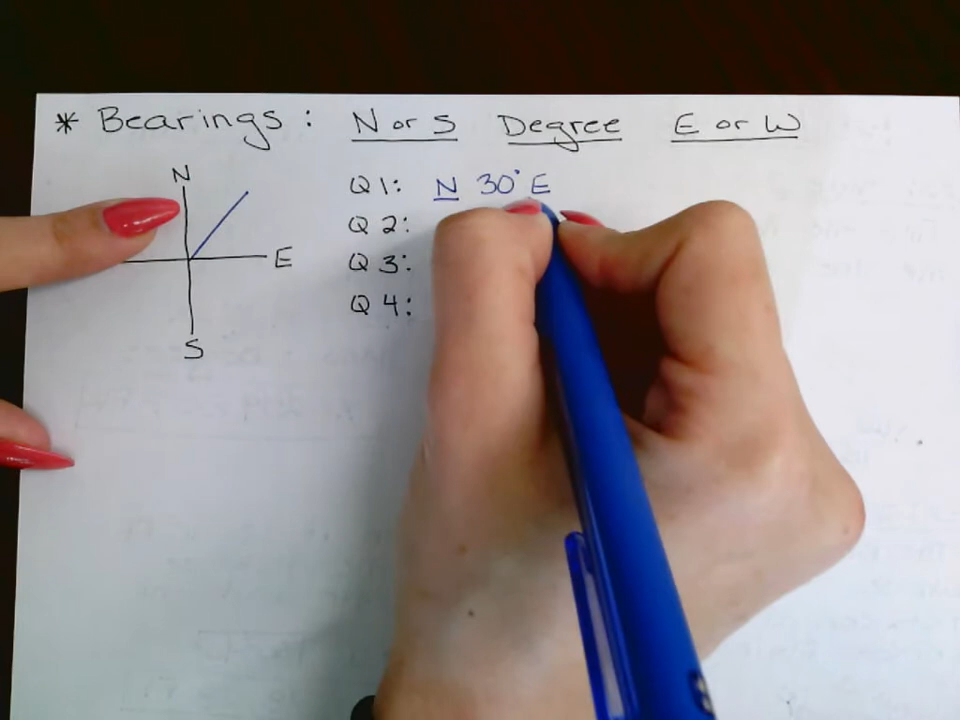 * Bearings: N or S Degree E or W
N
E
S
Q1: N 30° E
Q2:
Q3:
Q4: